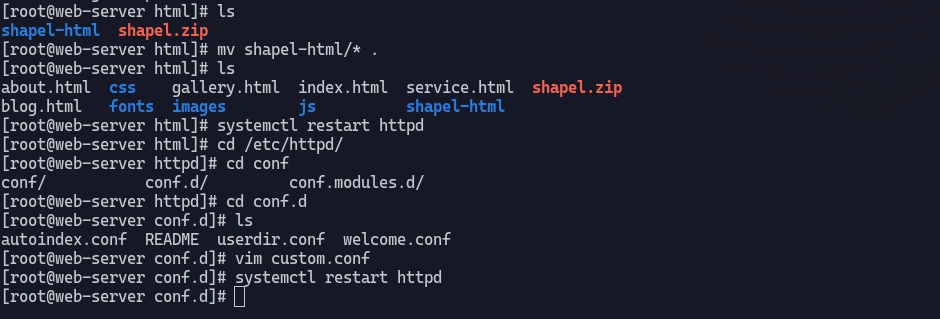 [root@web-server html]# ls
shapel-html  shapel.zip
[root@web-server html]# mv shapel-html/* .
[root@web-server html]# ls
about.html  css    gallery.html  index.html  service.html  shapel.zip
blog.html   fonts  images        js          shapel-html
[root@web-server html]# systemctl restart httpd
[root@web-server html]# cd /etc/httpd/
[root@web-server httpd]# cd conf
conf/           conf.d/         conf.modules.d/
[root@web-server httpd]# cd conf.d
[root@web-server conf.d]# ls
autoindex.conf  README  userdir.conf  welcome.conf
[root@web-server conf.d]# vim custom.conf
[root@web-server conf.d]# systemctl restart httpd
[root@web-server conf.d]#